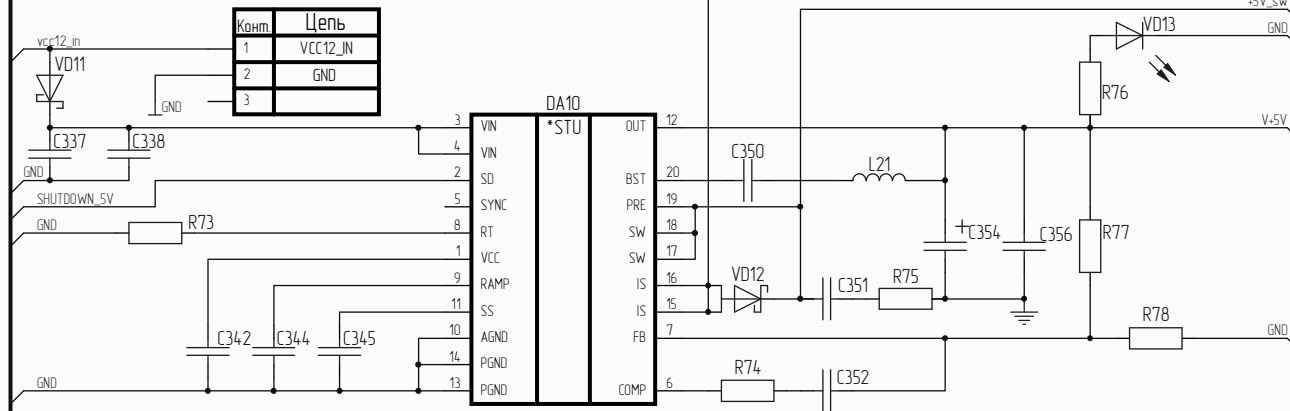 +5V_SW
Конт.
Цепь
1
VCC12_IN
2
GND
3
vcc12_in
VD11
GND
C337
C338
GND
SHUTDOWN_5V
GND
R73
C342
C344
C345
GND
DA10
*STU
3
VIN
4
VIN
2
SD
5
SYNC
8
RT
1
VCC
9
RAMP
11
SS
10
AGND
14
PGND
13
PGND
OUT
12
BST
20
PRE
19
SW
18
SW
17
IS
16
IS
15
FB
7
COMP
6
C350
L21
VD12
C351
R75
R74
C352
+
C354
C356
VD13
GND
R76
V+5V
R77
R78
GND